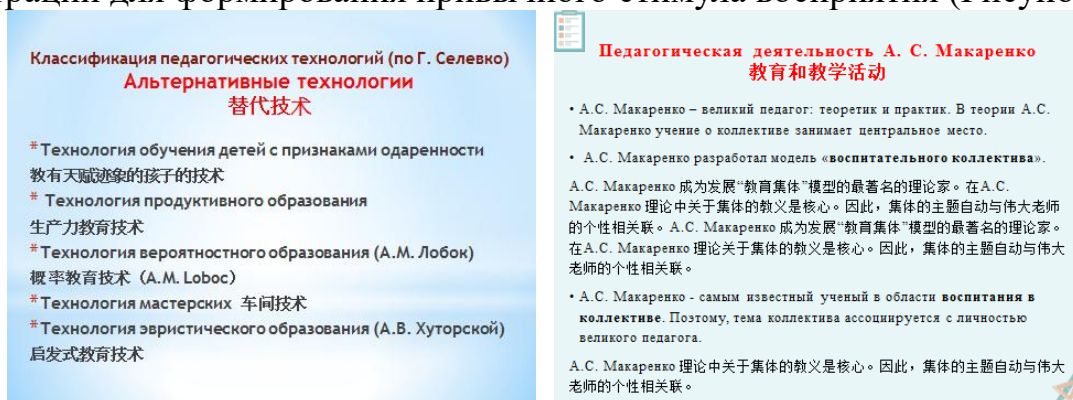 для формирования привычного стимула восприятия
Классификация педагогических технологий (по Г. Селевко)
Альтернативные технологии
替代技术
* Технология обучения детей с признаками одаренности
教有天赋迹象的孩子的技术
* Технология продуктивного образования
生产力教育技术
* Технология вероятностного образования (А.М. Лобок)
概率教育技术（A.M. Loboc）
* Технология мастерских 车间技术
* Технология эвристического образования (А.В. Хуторской)
启发式教育技术
Педагогическая деятельность А. С. Макаренко
教育和教学活动
• А.С. Макаренко – великий педагог: теоретик и практик. В теории А.С.
Макаренко учение о коллективе занимает центральное место.
• А.С. Макаренко разработал модель «воспитательного коллектива».
А.С. Макаренко 成为发展“教育集体”模型的最著名的理论家。在А.С.
Макаренко 理论中关于集体的教义是核心。因此，集体的主题自动与伟大老师
的个性相关联。А.С. Макаренко 成为发展“教育集体”模型的最著名的理论家。
在А.С. Макаренко 理论关于集体的教义是核心。因此，集体的主题自动与伟大
老师的个性相关联。
• А.С. Макаренко - самым известный ученый в области воспитания в
коллективе. Поэтому, тема коллектива ассоциируется с личностью
великого педагога.
А.С. Макаренко 理论中关于集体的教义是核心。因此，集体的主题自动与伟大
老师的个性相关联。